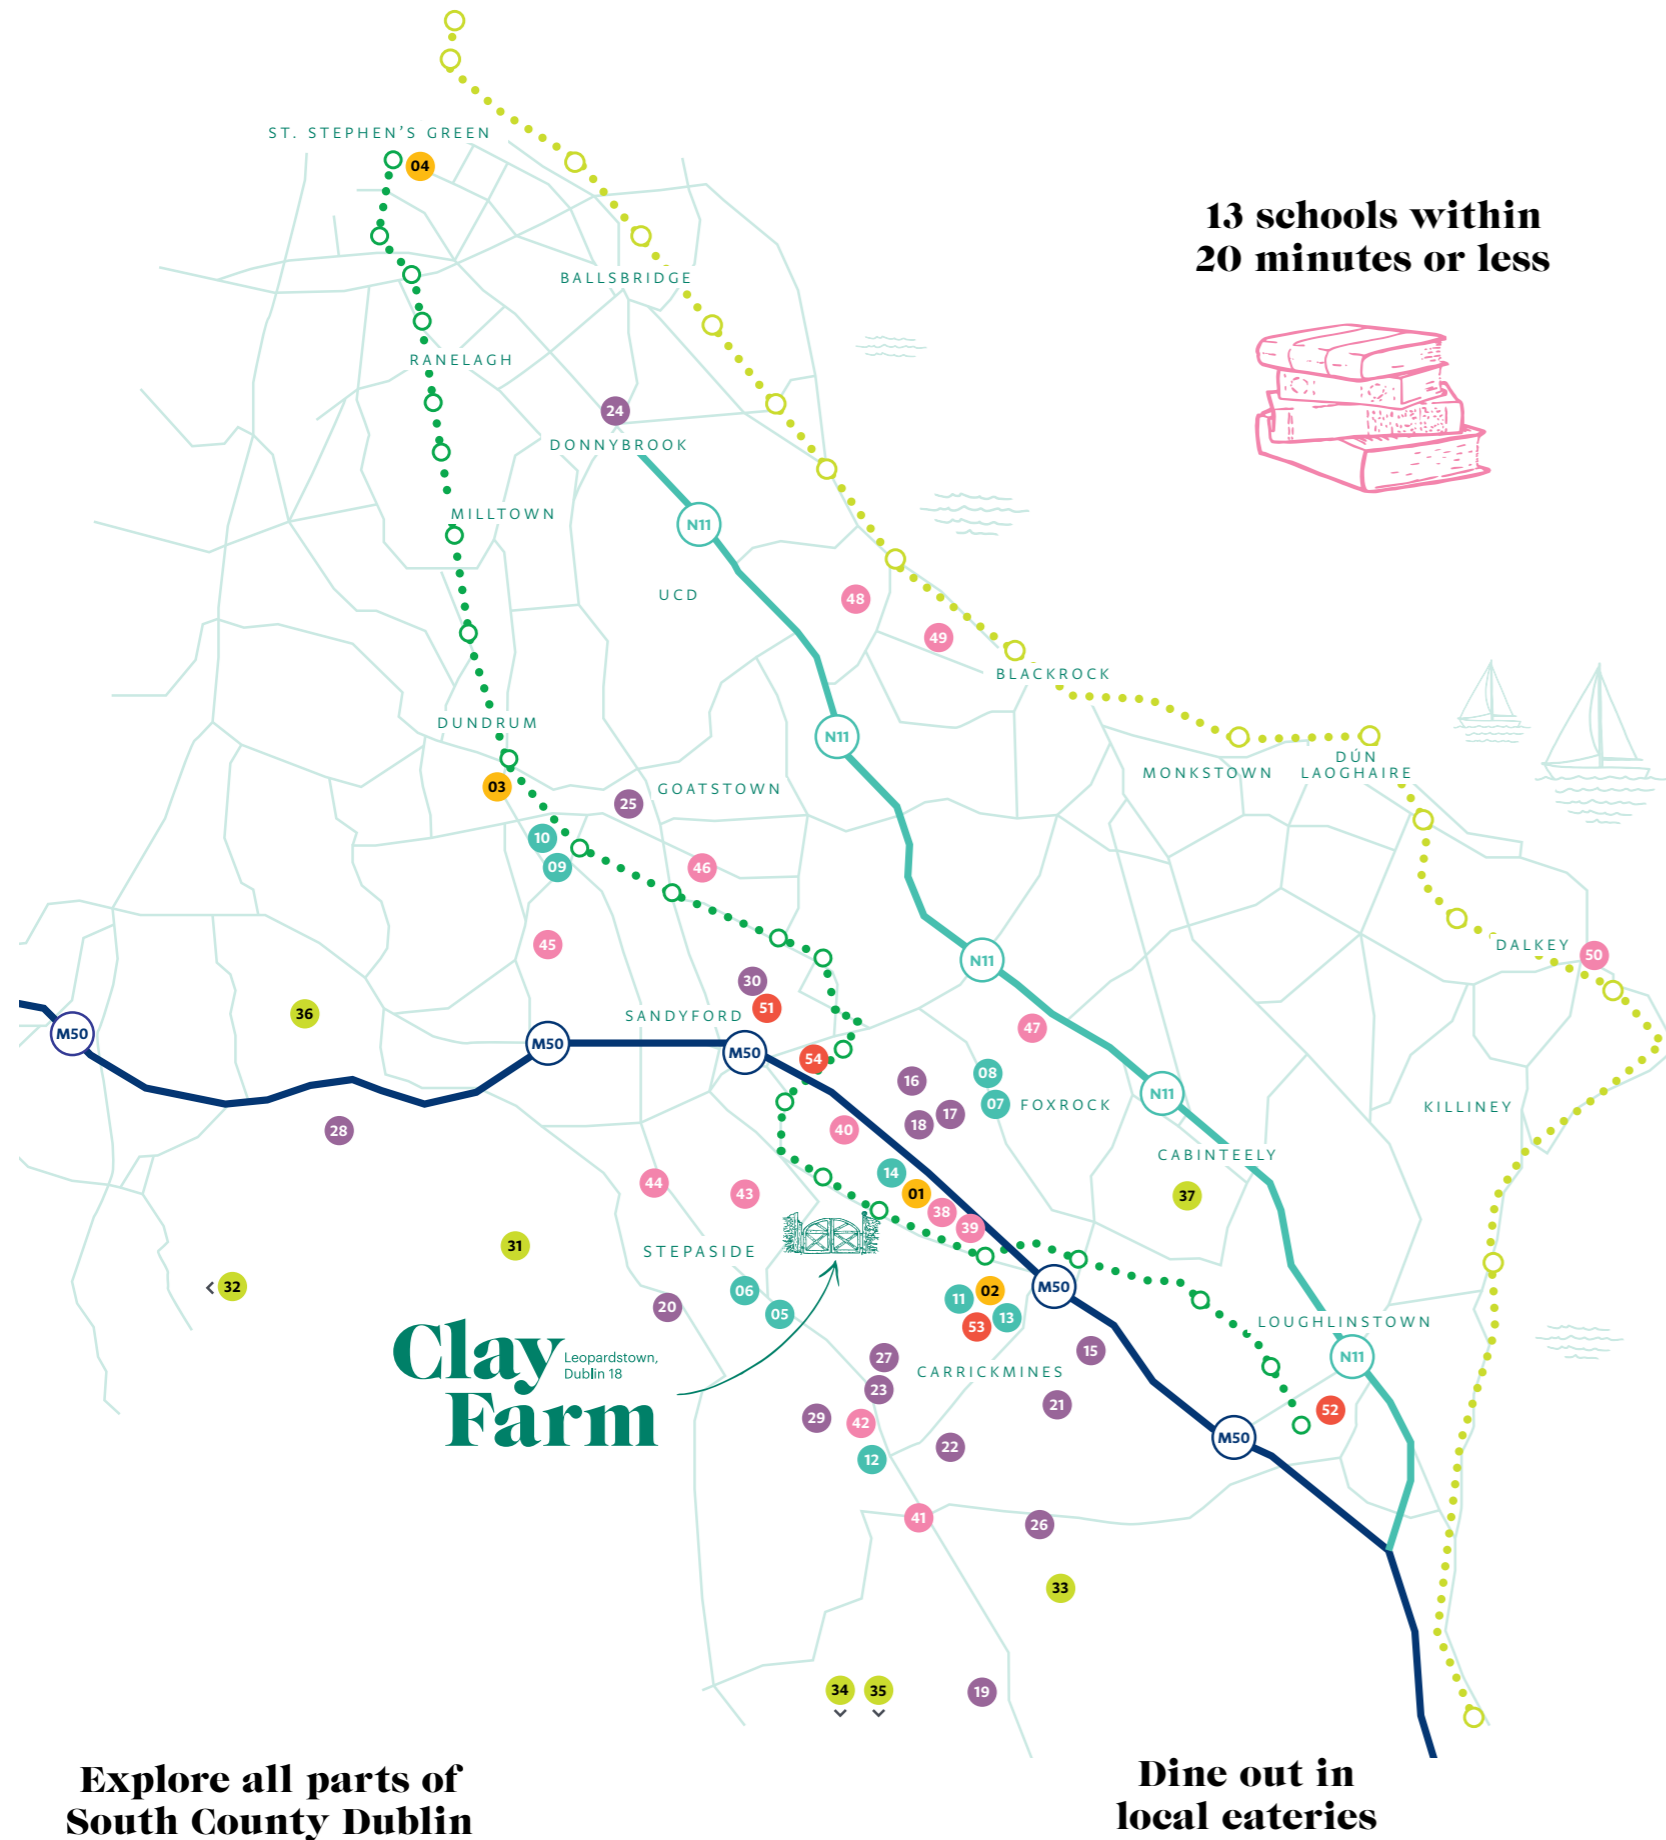 ST. STEPHEN'S GREEN
04
13 schools within
20 minutes or less
BALLSBRIDGE
RANELAGH
24
DONNYBROOK
MILLTOWN
N11
UCD
48
49
BLACKROCK
DUNDRUM
N11
03
GOATSTOWN
25
MONKSTOWN
DÚN
LAOGHAIRE
10
09
46
45
DALKEY
50
30
51
N11
36
SANDYFORD
M50
M50
M50
47
54
16
08
07
FOXROCK
N11
KILLINEY
28
40
18
17
CABINTEELY
44
43
14
01
38
39
37
31
STEPASIDE
32
20
06
05
11
02
13
53
M50
LOUGHLINSTOWN
Clay
Farm
Leopardstown,
Dublin 18
27
23
CARRICKMINES
15
N11
29
42
21
52
12
22
M50
41
26
33
34
35
19
Explore all parts of
South County Dublin
Dine out in
local eateries